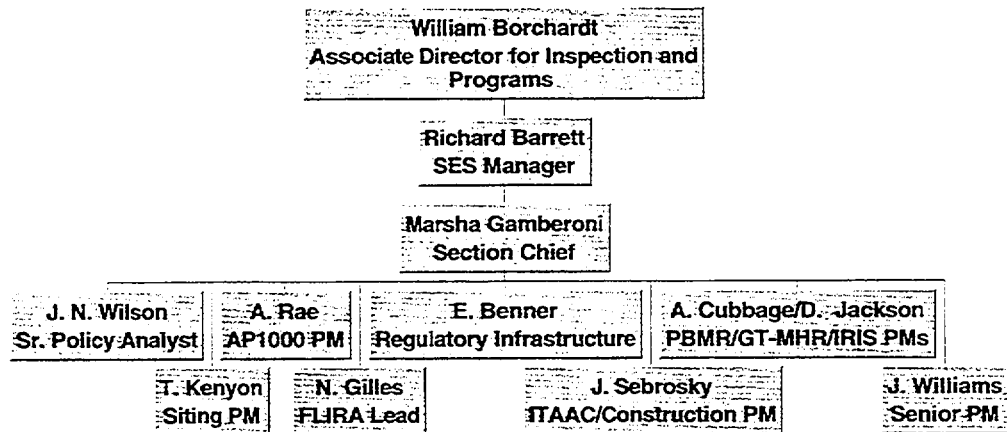 William Borchardt
Associate Director for Inspection and
Programs
Richard Barrett
SES Manager
Marsha Gamberoni
Section Chief
J. N. Wilson
Sr. Policy Analyst
A. Rae
AP1000 PM
E. Benner
Regulatory Infrastructure
A. Cubbage/D. Jackson
PBMR/GT-MHR/IRIS PMs
T. Kenyon
Siting PM
N. Gilles
FLIRA Lead
J. Sebrosky
ITAAC/Construction PM
J. Williams
Senior PM